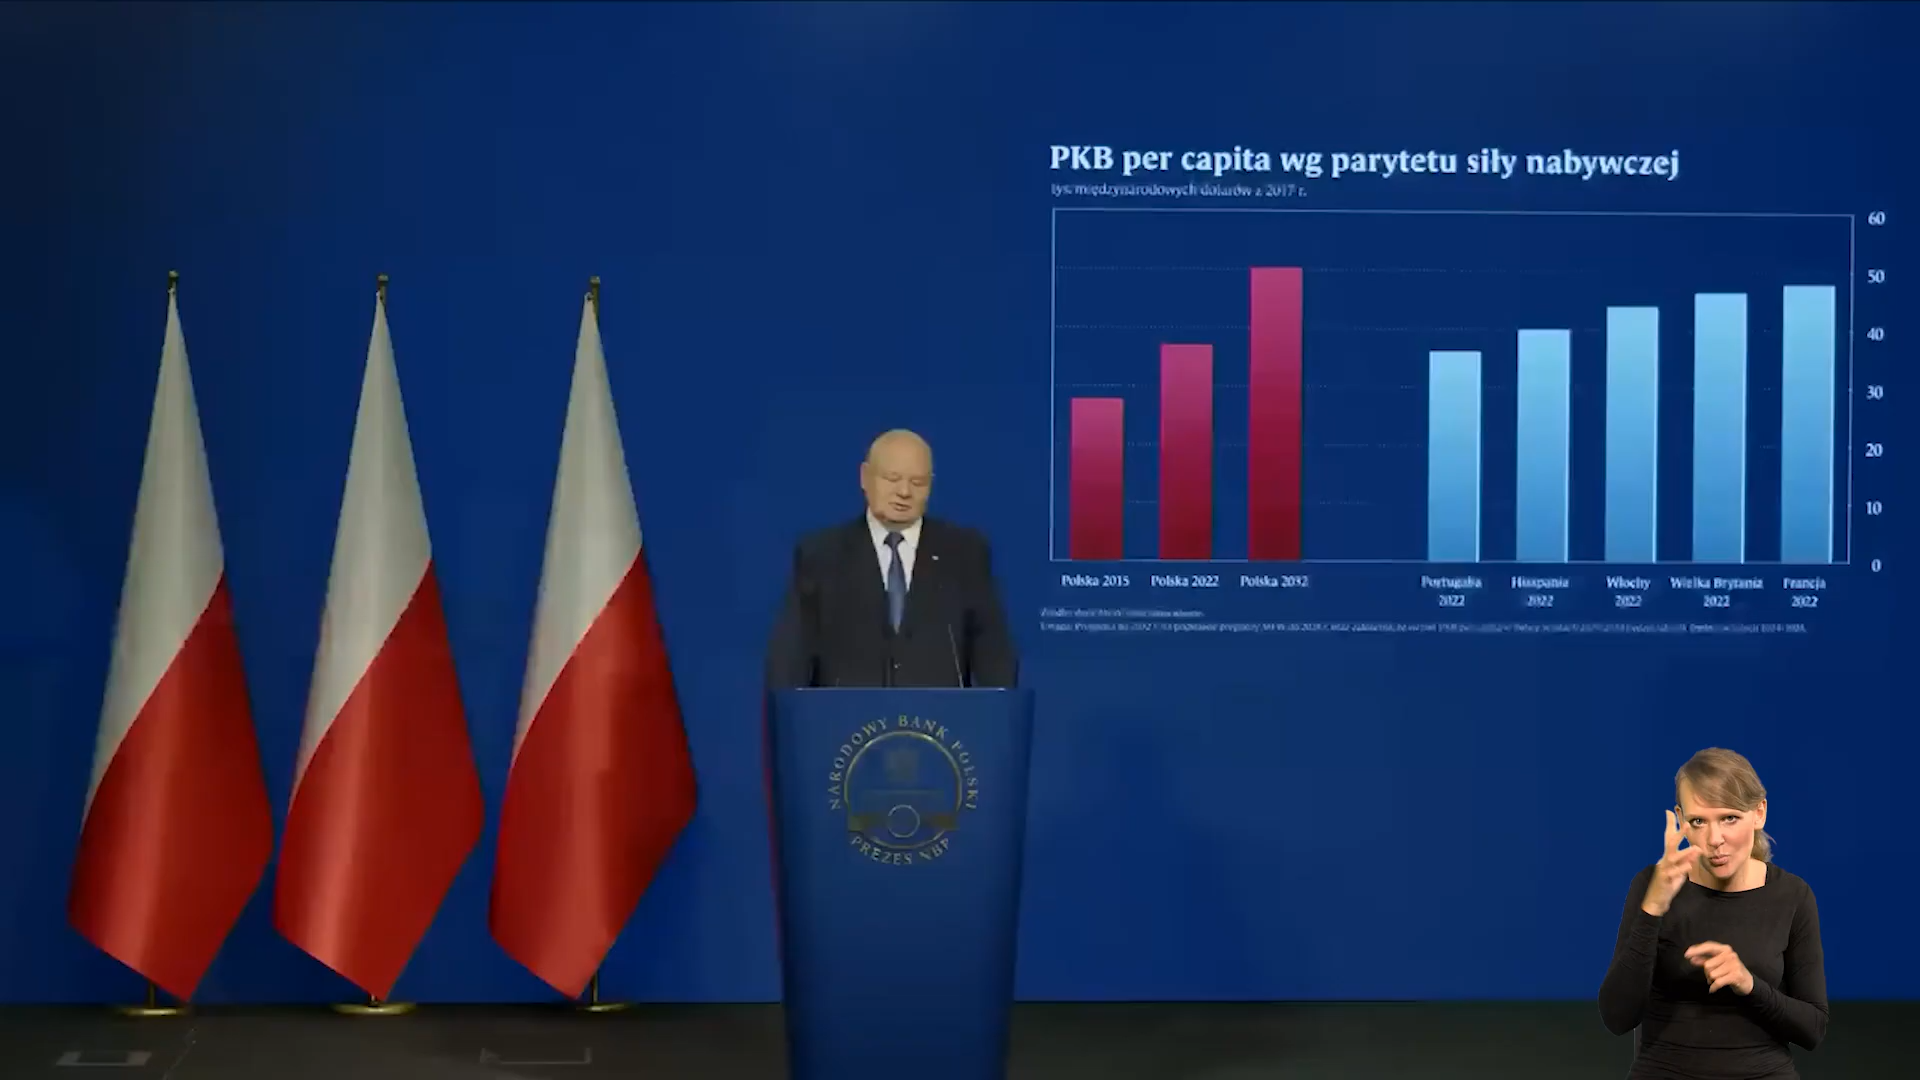 PKB per capita wg parytetu siły nabywczej
tys. międzynarodowych dolarów z 2017 r.
60
50
40
30
20
10
0
Polska 2015 Polska 2022 Polska 2032 Portugalia Hiszpania Włochy Wielka Brytania Francja
2022 2022 2022 2022 2022
NARODOWY BANK POLSKI
PREZES NBP